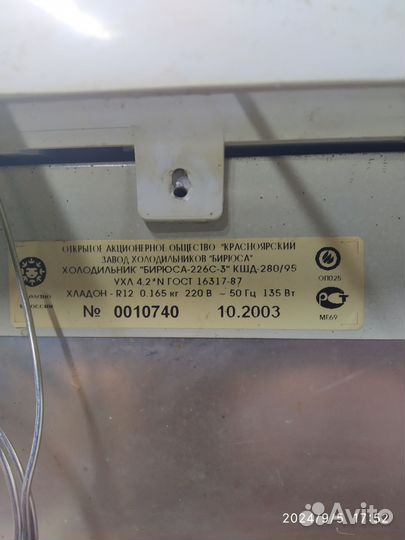 ОТКРЫТОЕ АКЦИОНЕРНОЕ ОБЩЕСТВО "КРАСНОЯРСКИЙ
ЗАВОД ХОЛОДИЛЬНИКОВ "БИРЮСА"
ХОЛОДИЛЬНИК "БИРЮСА-226С-3" КШД-280/95
УХЛ 4.2*N ГОСТ 16317-87
ХЛАДОН - R12 0.165 кг 220 В ~ 50 Гц 135 Вт
№ 0010740 10.2003
ОП025
РСТ
МГ69
2024/9/5 17:52
Avito